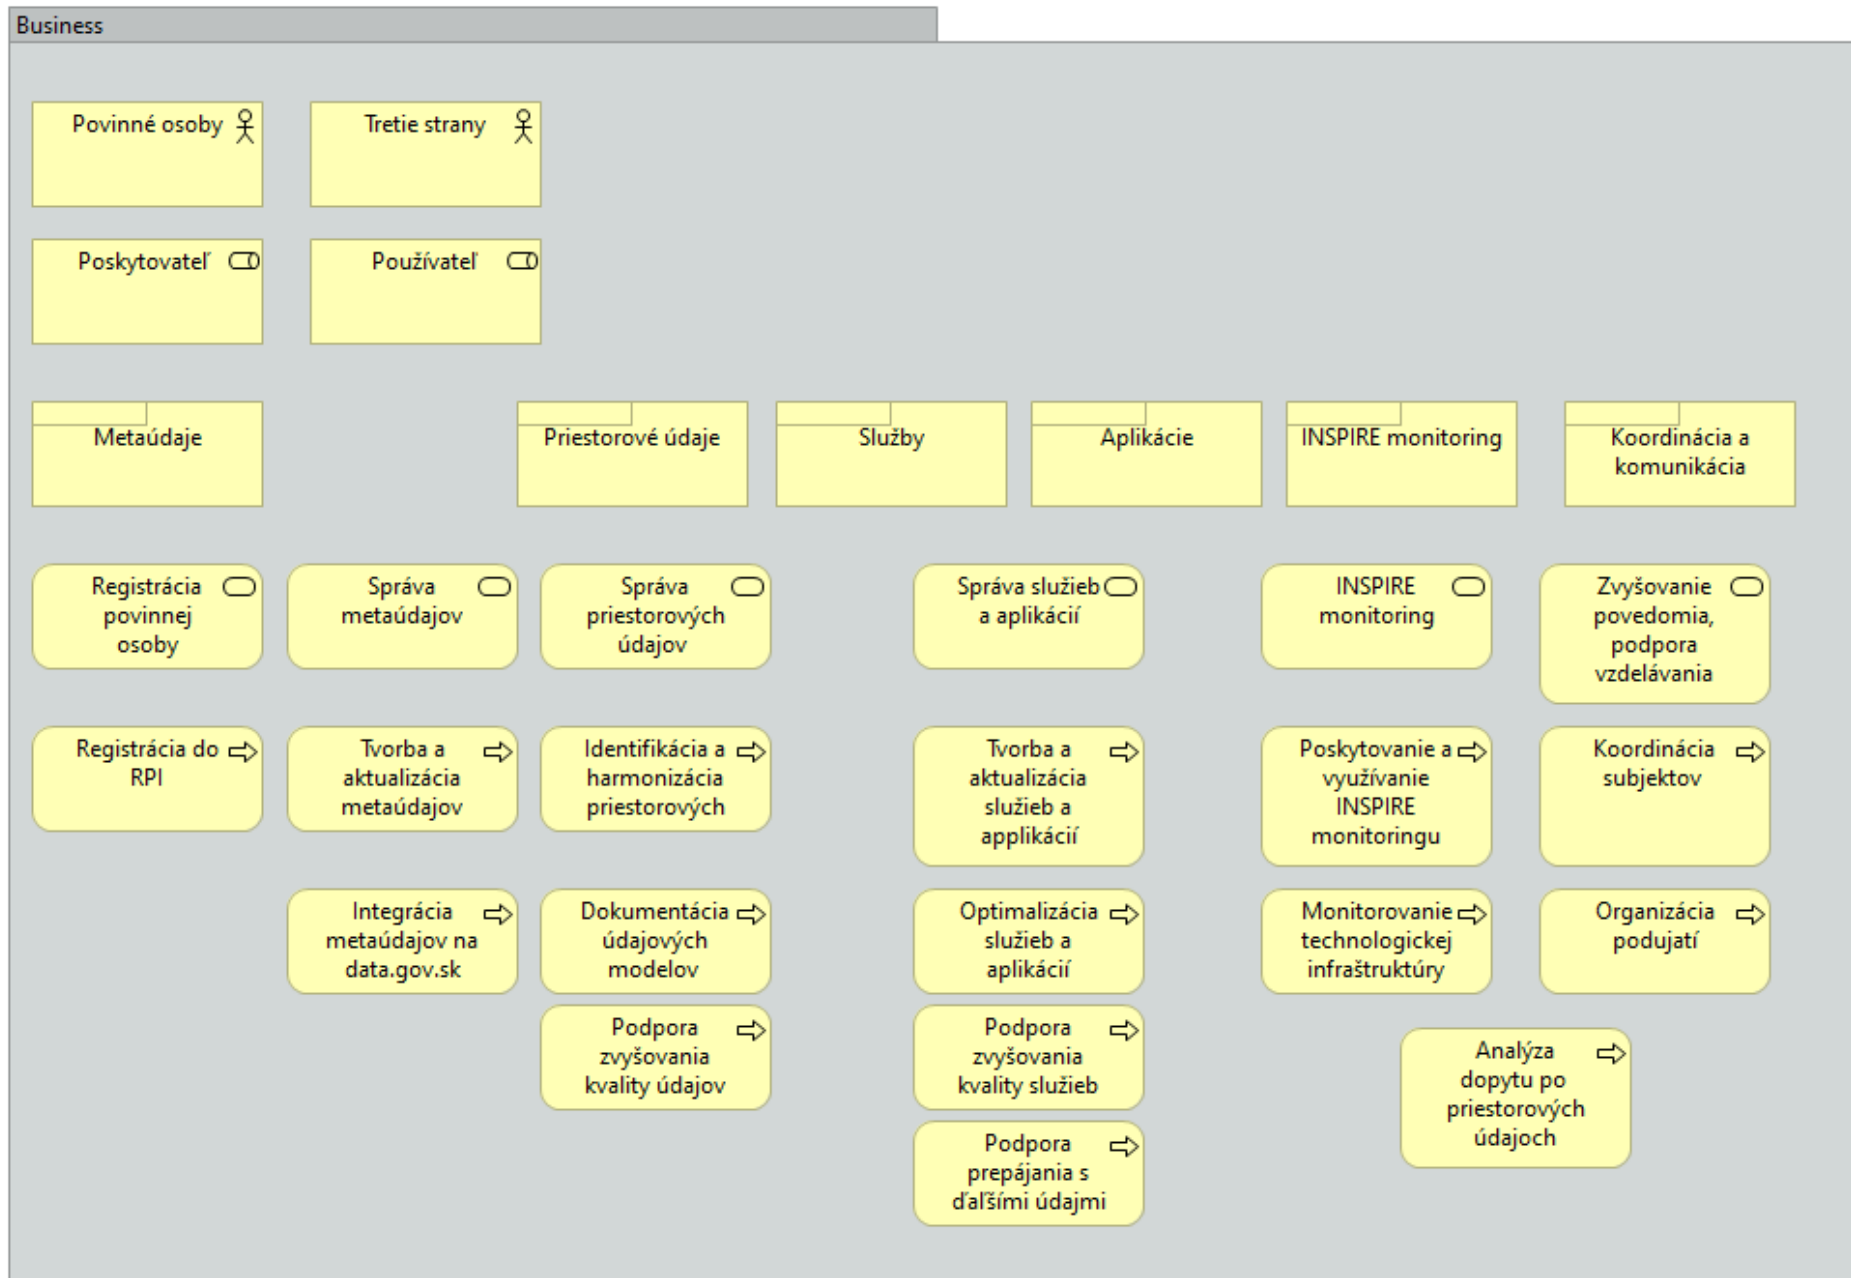 Business
Povinné osoby
Tretie strany
Poskytovateľ
Používateľ
Metaúdaje
Priestorové údaje
Služby
Aplikácie
INSPIRE monitoring
Koordinácia a
komunikácia
Registrácia
povinnej
osoby
Správa
metaúdajov
Správa
priestorových
údajov
Správa služieb
a aplikácií
INSPIRE
monitoring
Zvyšovanie
povedomia,
podpora
vzdelávania
Registrácia do
RPI
Tvorba a
aktualizácia
metaúdajov
Identifikácia a
harmonizácia
priestorových
Tvorba a
aktualizácia
služieb a
applikácií
Poskytovanie a
využívanie
INSPIRE
monitoringu
Koordinácia
subjektov
Integrácia
metaúdajov na
data.gov.sk
Dokumentácia
údajových
modelov
Optimalizácia
služieb a
aplikácií
Monitorovanie
technologickej
infraštruktúry
Organizácia
podujatí
Podpora
zvyšovania
kvality údajov
Podpora
zvyšovania
kvality služieb
Analýza
dopytu po
priestorových
údajoch
Podpora
prepájania s
ďaľšími údajmi